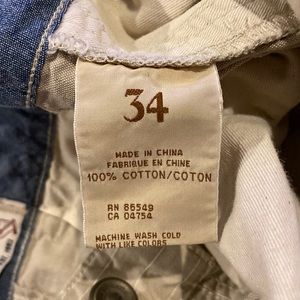 34
MADE IN CHINA
FABRIQUE EN CHINE
100% COTTON/COTON
RN 86549
CA 04754
MACHINE WASH COLD
WITH LIKE COLORS